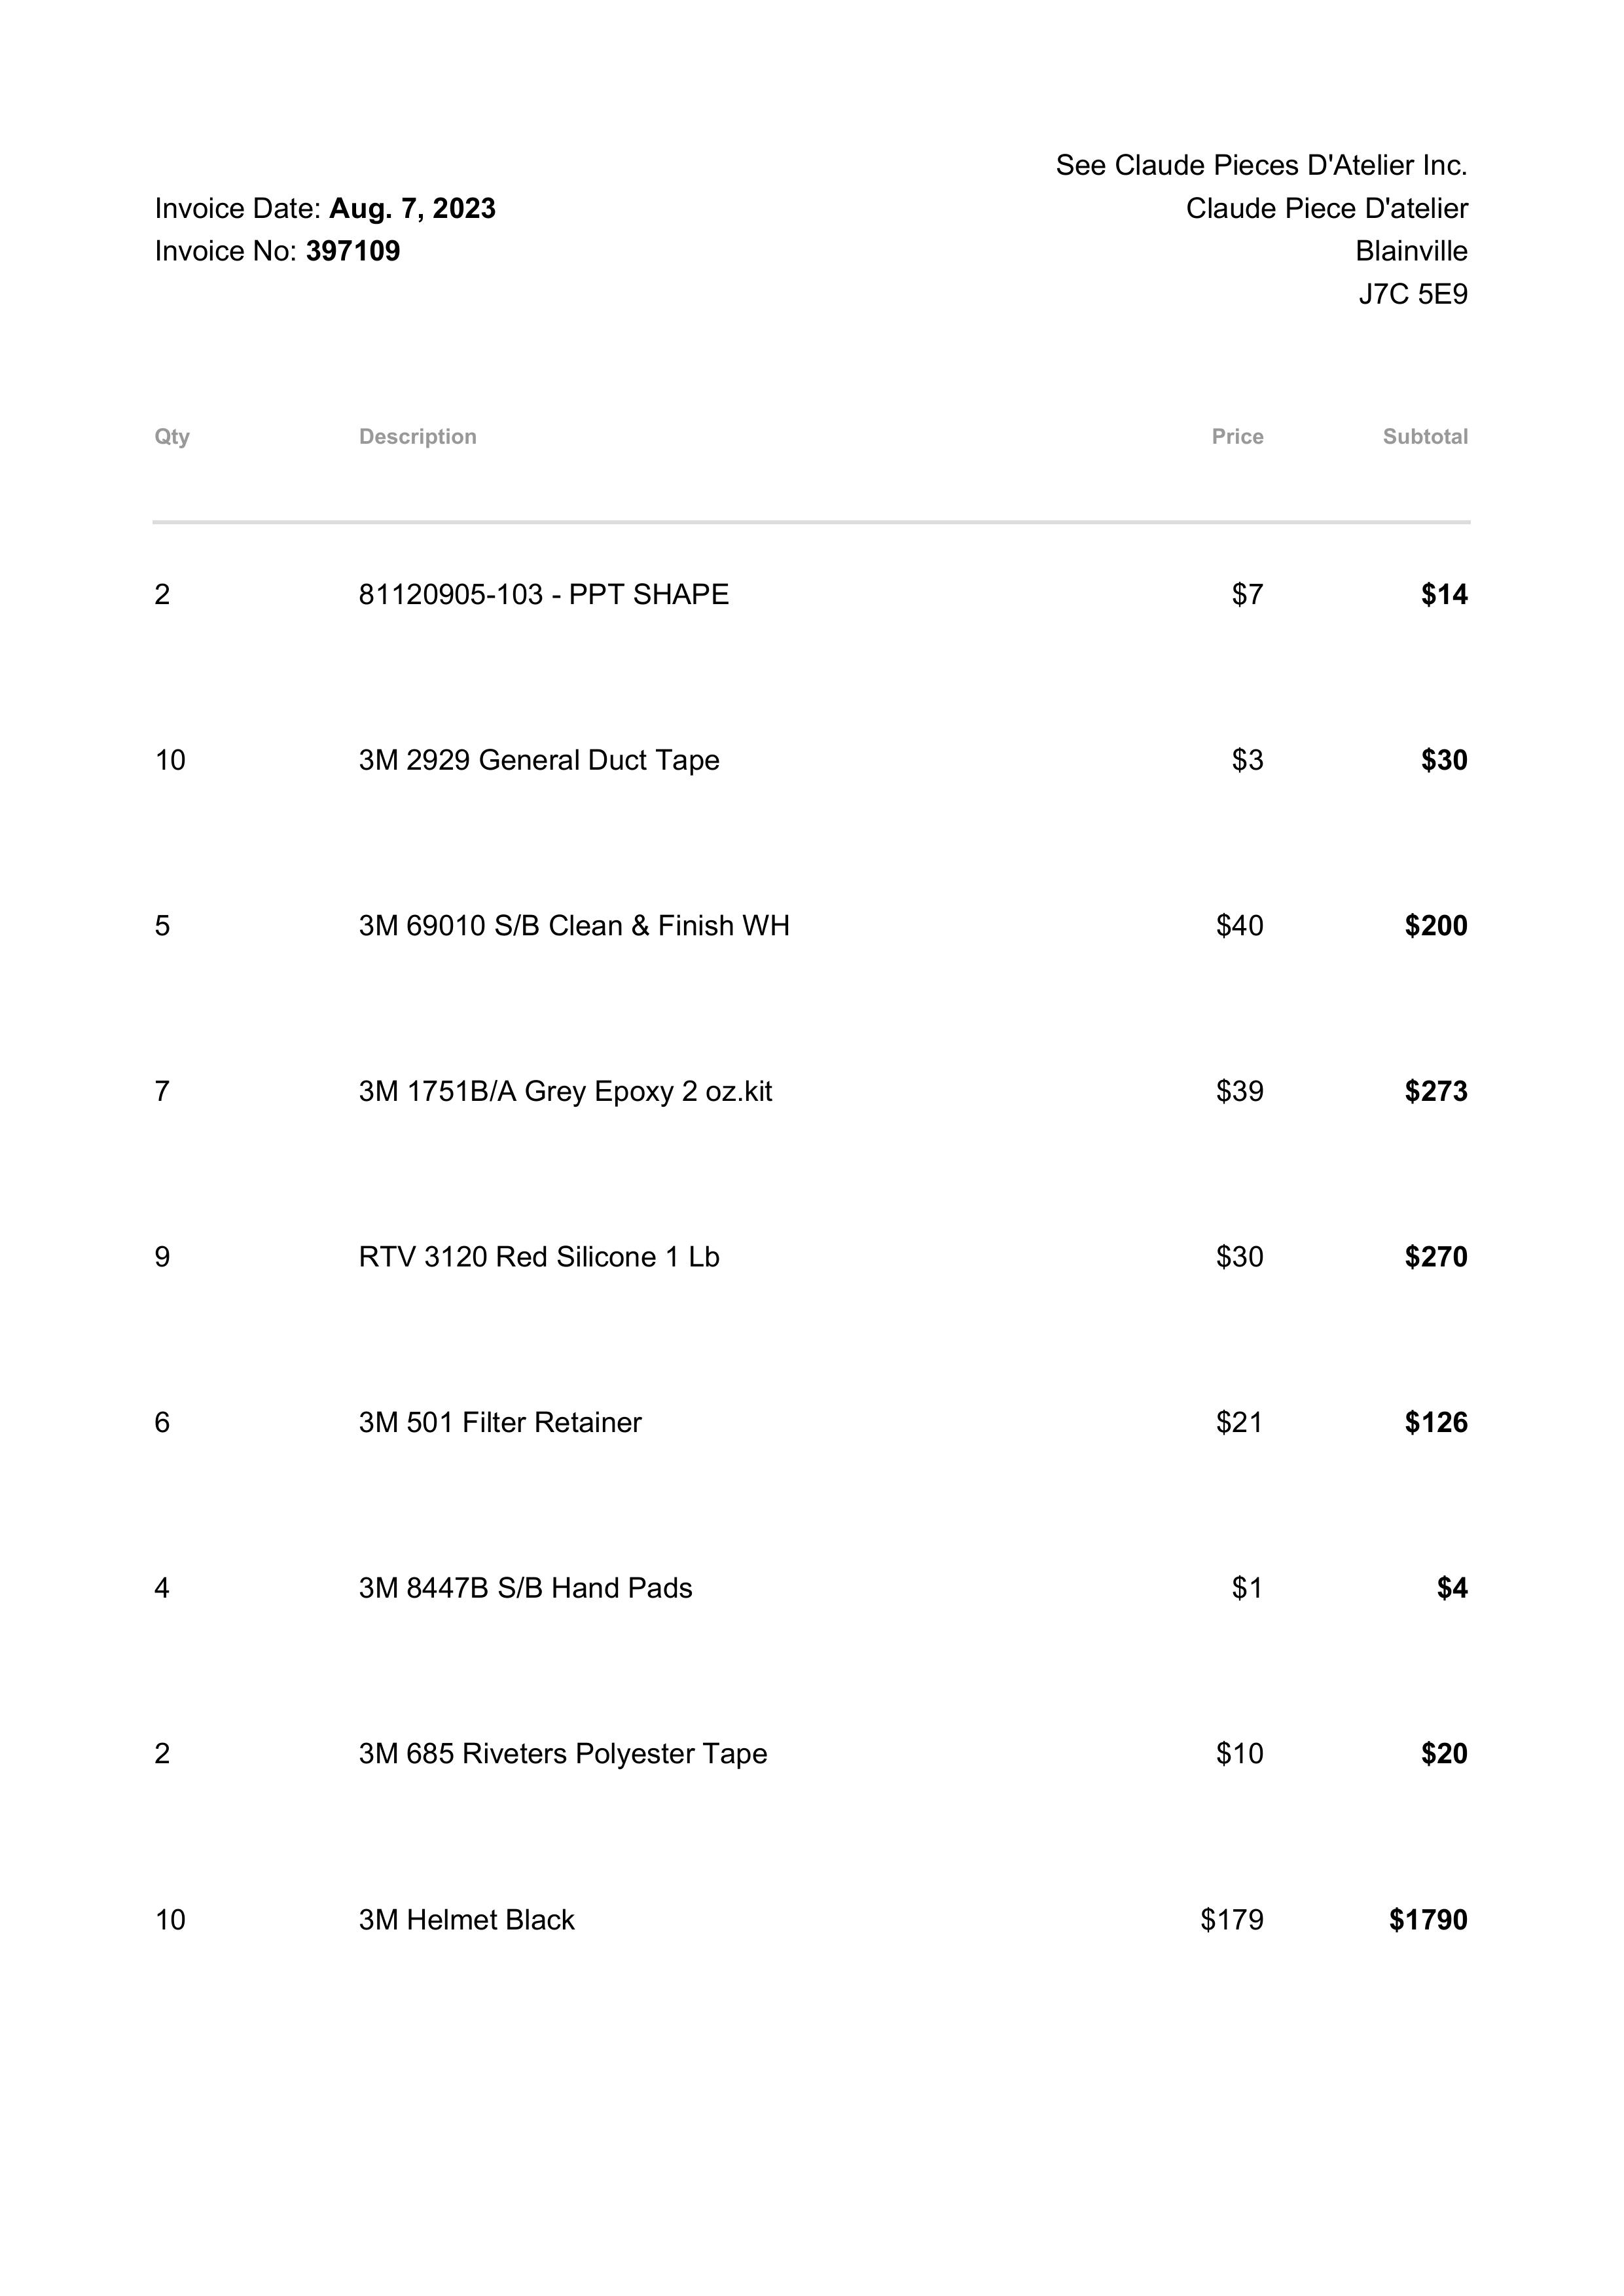 See Claude Pieces D'Atelier Inc.
Invoice Date: Aug. 7, 2023 Claude Piece D'atelier
Invoice No: 397109 Blainville
J7C 5E9
Qty Description Price Subtotal
2 81120905-103 - PPT SHAPE $7 $14
10 3M 2929 General Duct Tape $3 $30
5 3M 69010 S/B Clean & Finish WH $40 $200
7 3M 1751B/A Grey Epoxy 2 oz.kit $39 $273
9 RTV 3120 Red Silicone 1 Lb $30 $270
6 3M 501 Filter Retainer $21 $126
4 3M 8447B S/B Hand Pads $1 $4
2 3M 685 Riveters Polyester Tape $10 $20
10 3M Helmet Black $179 $1790